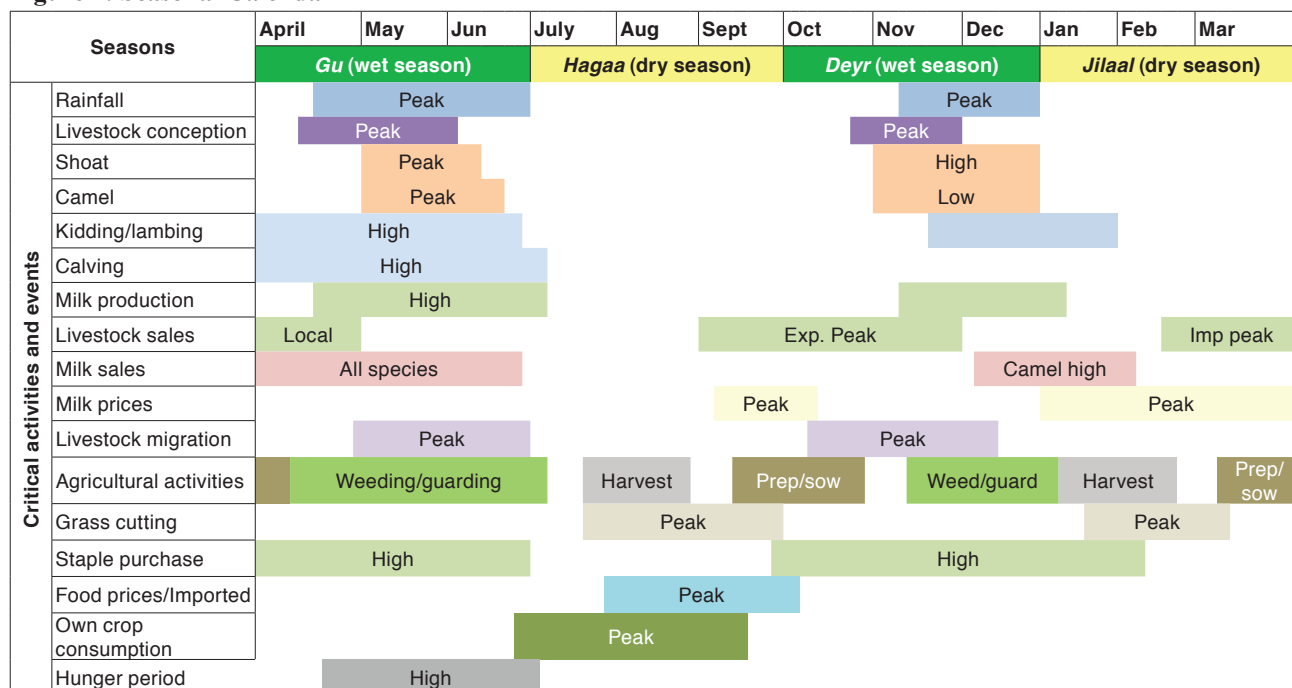 Seasons
April May Jun July Aug Sept Oct Nov Dec Jan Feb Mar
Gu (wet season) Hagaa (dry season) Deyr (wet season) Jilaal (dry season)
Critical activities and events
Rainfall Peak Peak
Livestock conception Peak Peak
Shoat Peak High
Camel Peak Low
Kidding/lambing High
Calving High
Milk production High
Livestock sales Local Exp. Peak Imp peak
Milk sales All species Camel high
Milk prices Peak Peak
Livestock migration Peak Peak
Agricultural activities Weeding/guarding Harvest Prep/sow Weed/guard Harvest Prep/
sow
Grass cutting Peak Peak
Staple purchase High High
Food prices/Imported Peak
Own crop
consumption Peak
Hunger period High